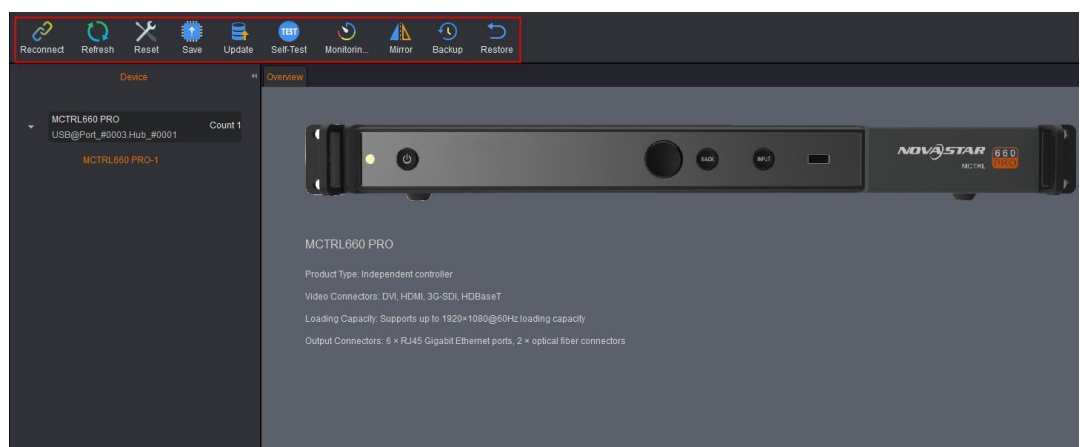 Reconnect Refresh Reset Save Update Self-Test Monitorin... Mirror Backup Restore
TEST
Device
Overview
MCTRL660 PRO
USB@Port_#0003.Hub_#0001
Count 1
MCTRL660 PRO-1
BACK
INPUT
NOVASTAR 660
MCTRL PRO
MCTRL660 PRO
Product Type: Independent controller
Video Connectors: DVI, HDMI, 3G-SDI, HDBaseT
Loading Capacity: Supports up to 1920×1080@60Hz loading capacity
Output Connectors: 6 × RJ45 Gigabit Ethernet ports, 2 × optical fiber connectors